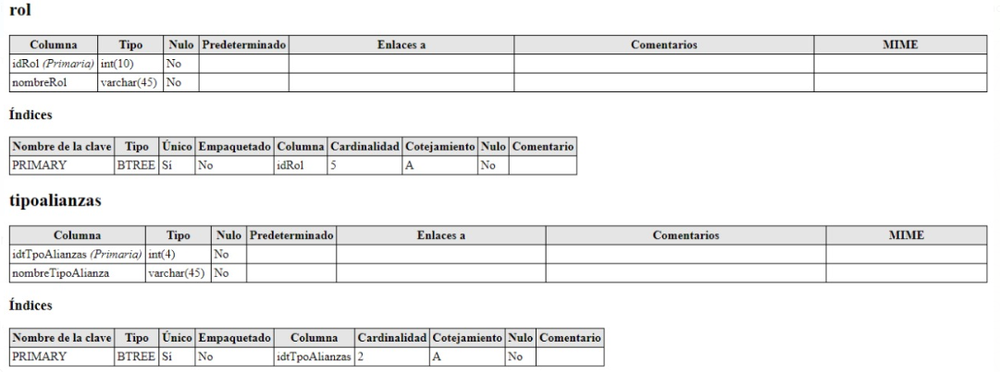 rol
Columna Tipo Nulo Predeterminado Enlaces a Comentarios MIME
idRol (Primaria) int(10) No
nombreRol varchar(45) No
Índices
Nombre de la clave Tipo Único Empaquetado Columna Cardinalidad Cotejamiento Nulo Comentario
PRIMARY BTREE Sí No idRol 5 A No
tipoalianzas
Columna Tipo Nulo Predeterminado Enlaces a Comentarios MIME
idtTpoAlianzas (Primaria) int(4) No
nombreTipoAlianza varchar(45) No
Índices
Nombre de la clave Tipo Único Empaquetado Columna Cardinalidad Cotejamiento Nulo Comentario
PRIMARY BTREE Sí No idtTpoAlianzas 2 A No